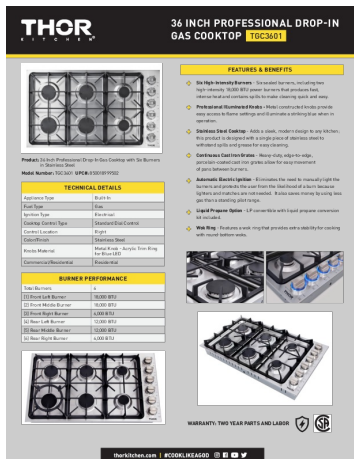 THOR
KITCHEN
36 INCH PROFESSIONAL DROP-IN
GAS COOKTOP TGC3601
FEATURES & BENEFITS
Six High-Intensity Burners - Six sealed burners, including two
high-intensity 18,000 BTU power burners that produces fast,
intense heat and contains spills to make cleaning quick and easy.
Professional Illuminated Knobs - Metal constructed knobs provide
easy access to flame settings and illuminate a striking blue when in
operation.
Stainless Steel Cooktop - Adds a sleek, modern design to any kitchen;
this product is designed with a single piece of stainless steel to
withstand spills and grease for easy cleaning.
Continuous Cast Iron Grates - Heavy-duty, edge-to-edge,
porcelain-coated cast iron grates allow for easy movement
of pans between burners.
Automatic Electric Ignition - Eliminates the need to manually light the
burners and protects the user from the likelihood of a burn because
lighters and matches are not needed. It also saves money by using less
gas than a standing pilot range.
Liquid Propane Option - LP convertible with liquid propane conversion
kit included.
Wok Ring - Features a wok ring that provides extra stability for cooking
with round-bottom woks.
Product: 36 Inch Professional Drop-In Gas Cooktop with Six Burners
in Stainless Steel
Model Number: TGC3601 UPC#:
TECHNICAL DETAILS
Appliance Type Built-In
Fuel Type Gas
Ignition Type Electrical
Cooktop Control Type Standard/Dial Control
Control Location Right
Color/Finish Stainless Steel
Knobs Material Metal Knob - Acrylic Trim Ring
for Blue LED
Commercial/Residential Residential
BURNER PERFORMANCE
Total Burners 6
(1) Front Left Burner 18,000 BTU
(2) Front Middle Burner 18,000 BTU
(3) Front Right Burner 6,000 BTU
(4) Rear Left Burner 12,000 BTU
(5) Rear Middle Burner 12,000 BTU
(6) Rear Right Burner 6,000 BTU
WARRANTY: TWO YEAR PARTS AND LABOR
thorkitchen.com | #COOKLIKEAGOD